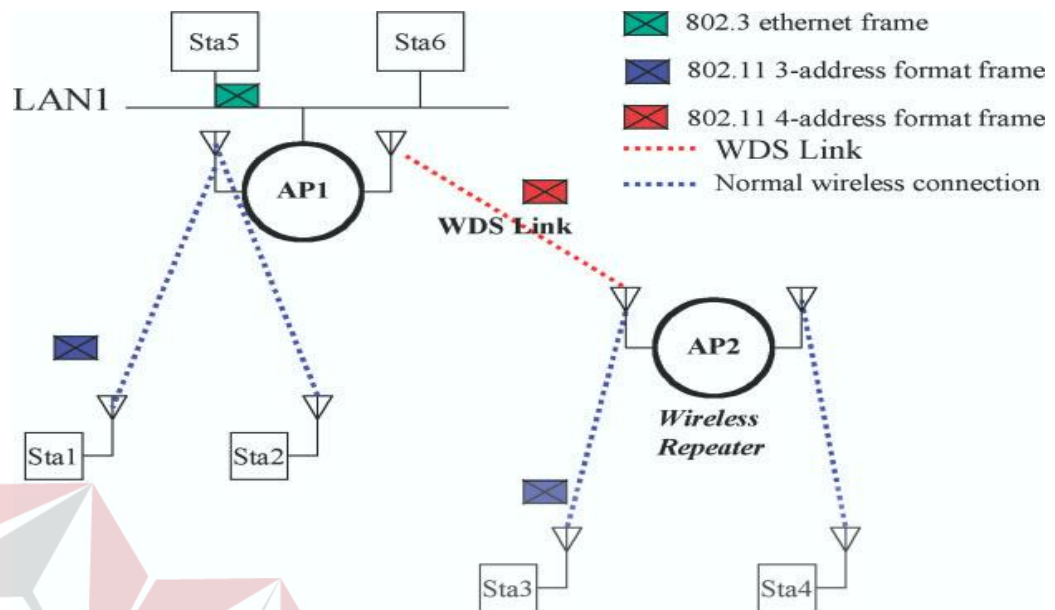 Sta5
Sta6
802.3 ethernet frame
802.11 3-address format frame
LAN1
802.11 4-address format frame
WDS Link
Normal wireless connection
AP1
WDS Link
AP2
Wireless
Repeater
Sta1
Sta2
Sta3
Sta4